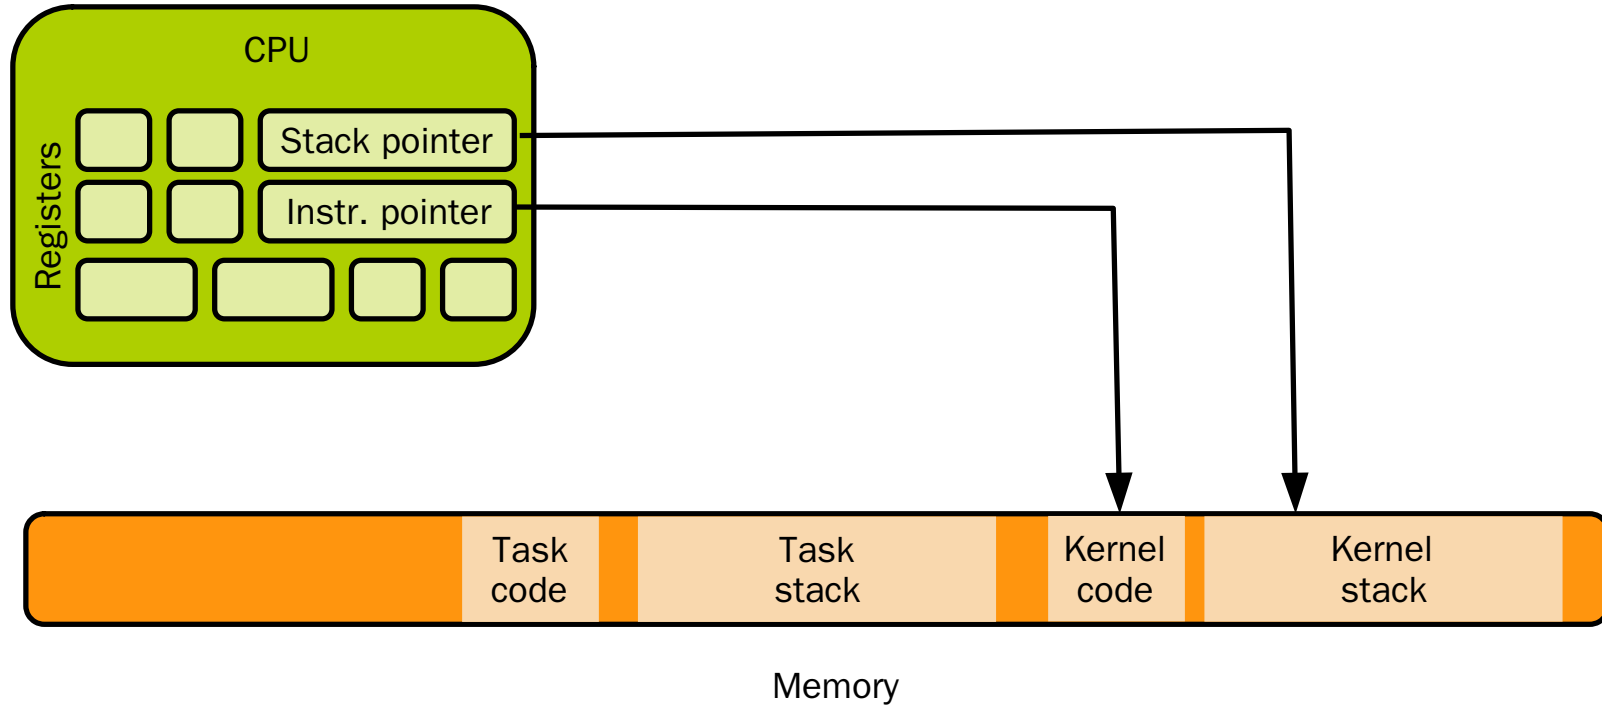 CPU
Registers
Stack pointer
Instr. pointer
Task
code
Task
stack
Kernel
code
Kernel
stack
Memory